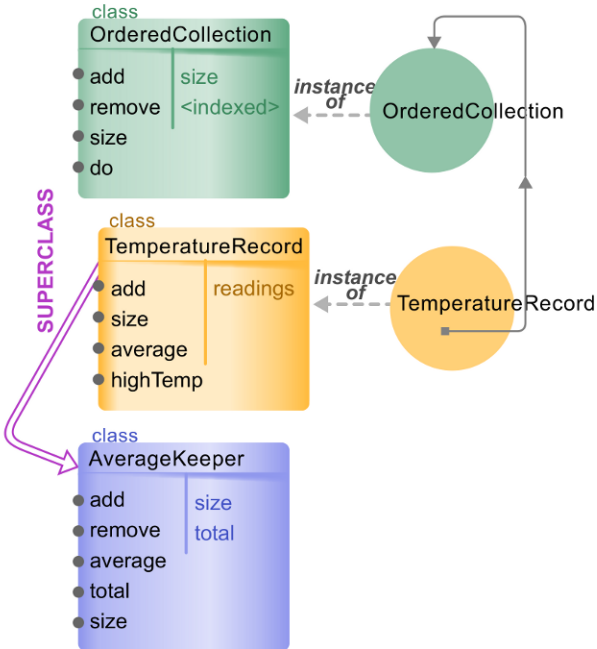 class
OrderedCollection
add
remove
size
do
size
<indexed>
instance
of
OrderedCollection
SUPERCLASS
class
TemperatureRecord
add
size
average
highTemp
readings
instance
of
TemperatureRecord
class
AverageKeeper
add
remove
average
total
size
size
total